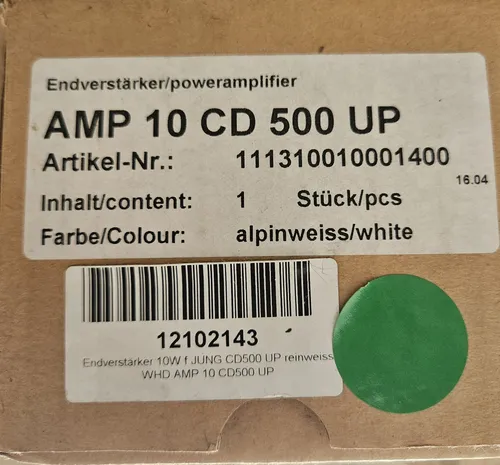 Endverstärker/poweramplifier
AMP 10 CD 500 UP
Artikel-Nr.: 111310010001400
16.04
Inhalt/content: 1 Stück/pcs
Farbe/Colour: alpinweiss/white
12102143
Endverstärker 10W f JUNG CD500 UP reinweiss
WHD AMP 10 CD500 UP